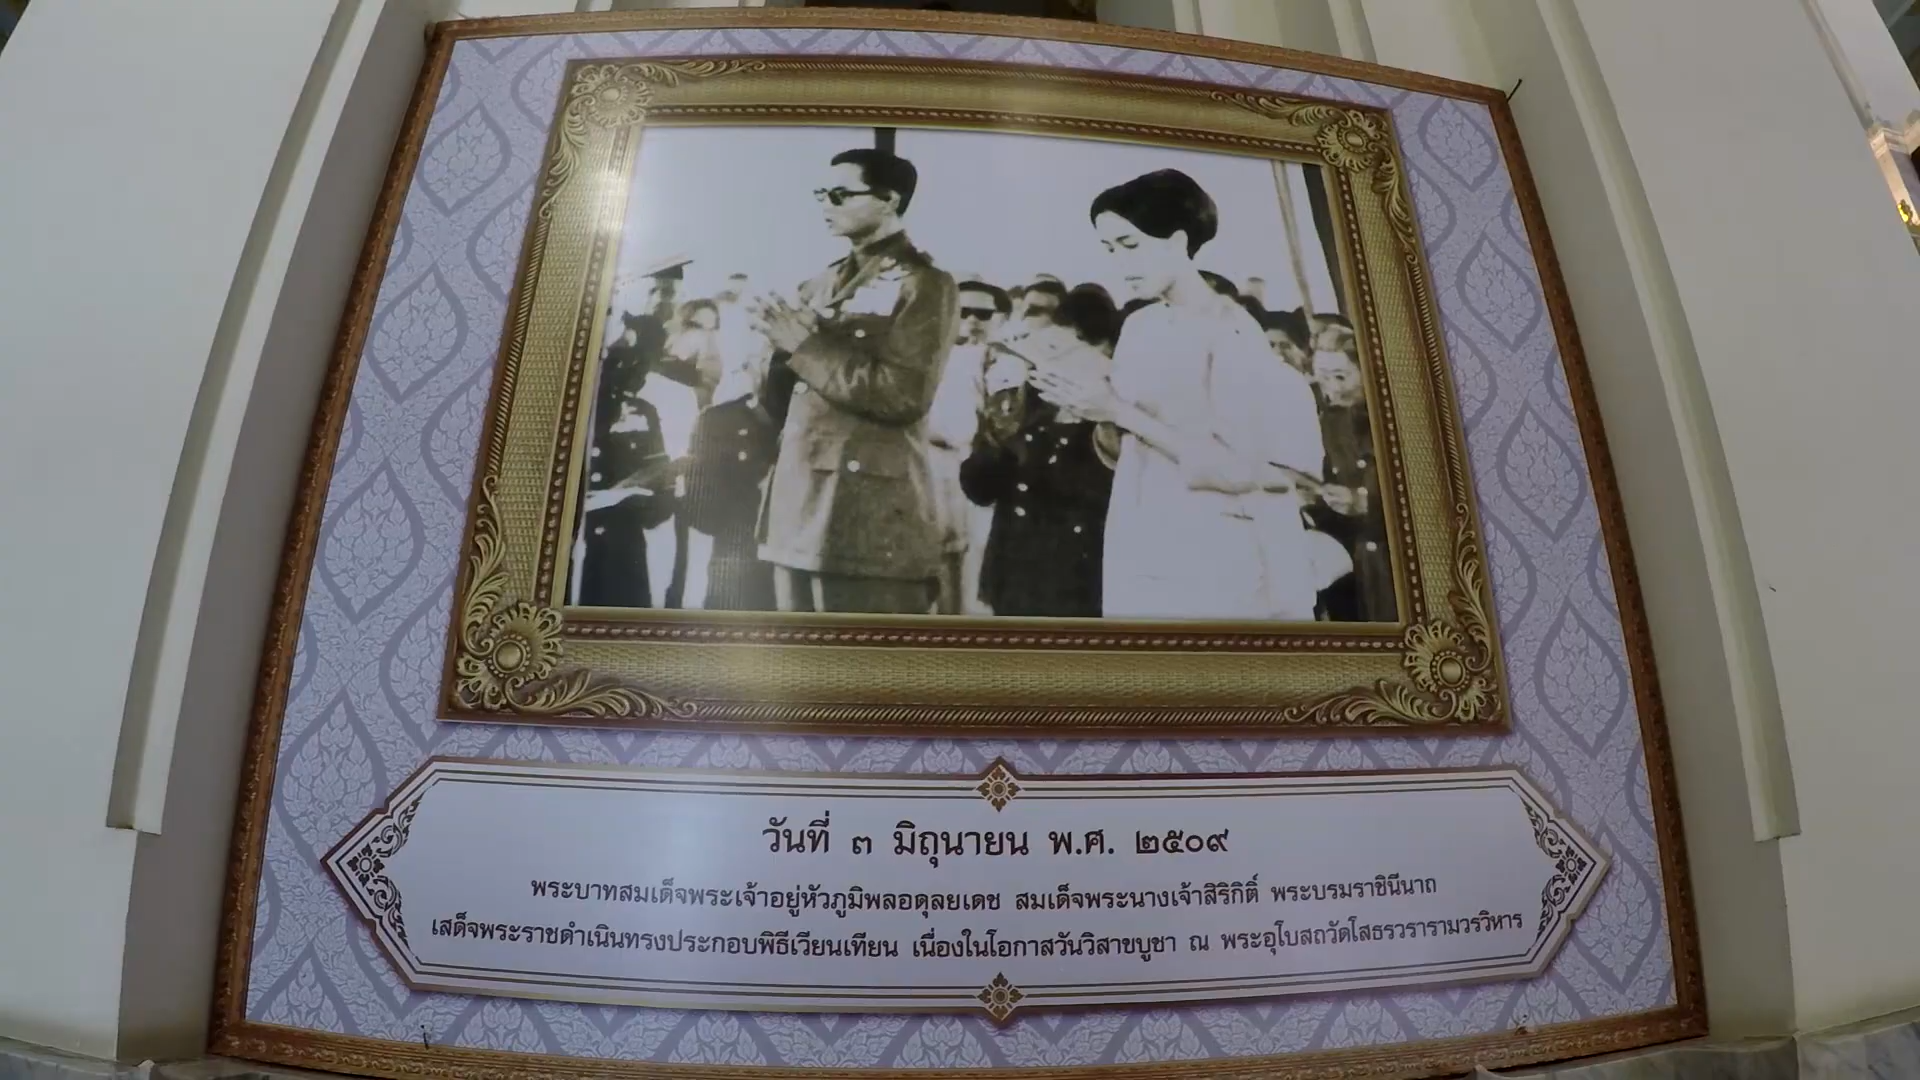 วันที่ ๓ มิถุนายน พ.ศ. ๒๕๐๙
พระบาทสมเด็จพระเจ้าอยู่หัวภูมิพลอดุลยเดช สมเด็จพระนางเจ้าสิริกิติ์ พระบรมราชินีนาถ
เสด็จพระราชดำเนินทรงประกอบพิธีเวียนเทียน เนื่องในโอกาสวันวิสาขบูชา ณ พระอุโบสถวัดโสธรวรารามวรวิหาร